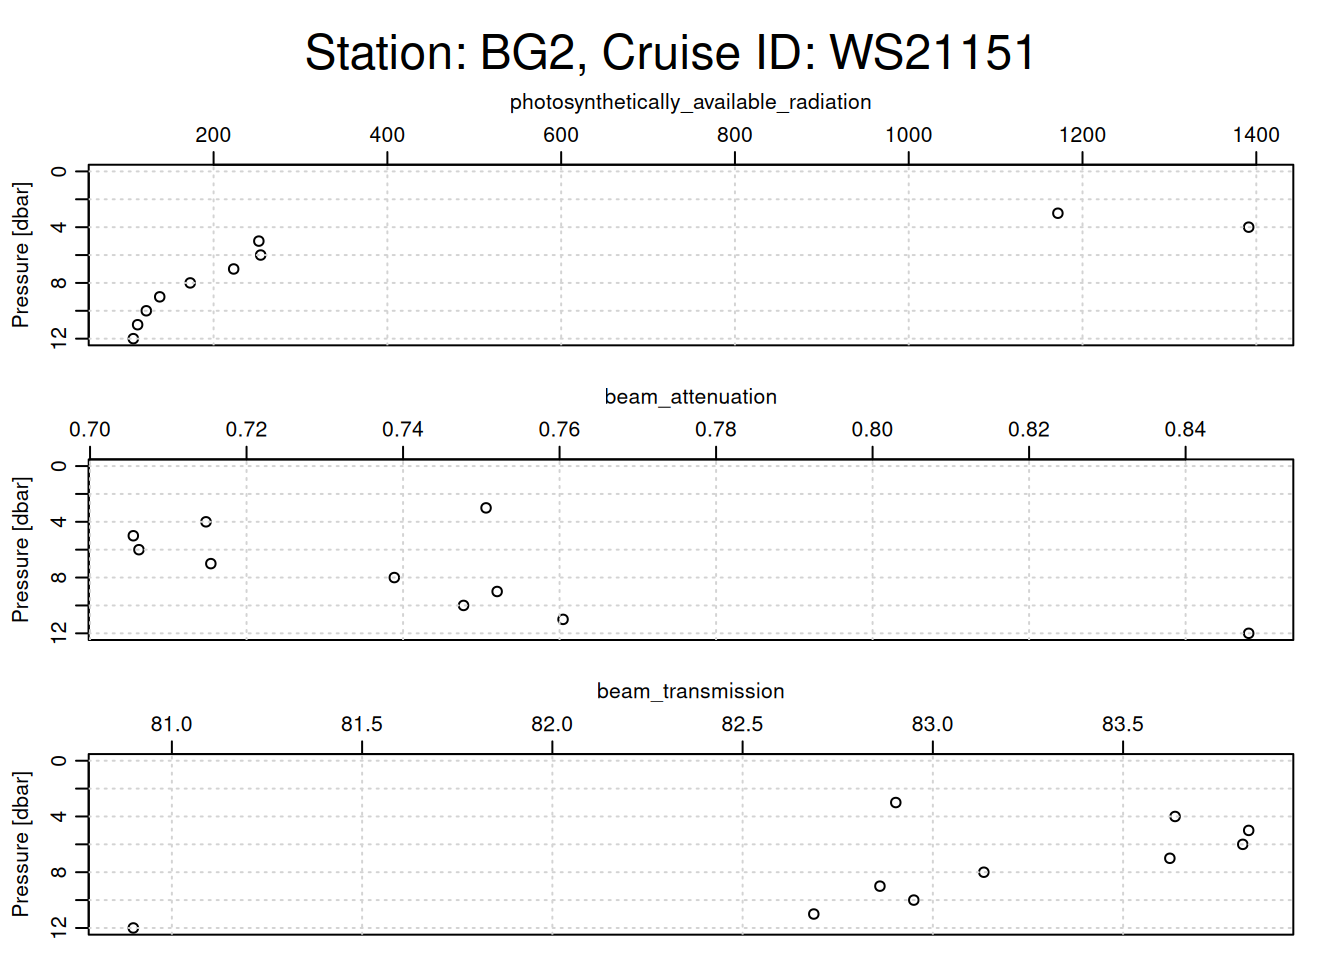 Station: BG2, Cruise ID: WS21151
photosynthetically_available_radiation
200 400 600 800 1000 1200 1400
Pressure [dbar]
0
4
8
12
beam_attenuation
0.70 0.72 0.74 0.76 0.78 0.80 0.82 0.84
Pressure [dbar]
0
4
8
12
beam_transmission
81.0 81.5 82.0 82.5 83.0 83.5
Pressure [dbar]
0
4
8
12